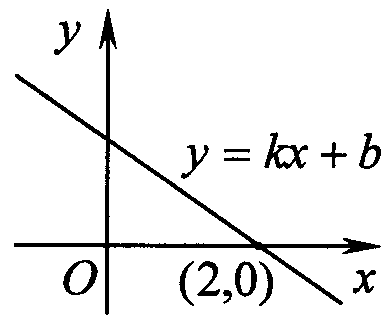 y
y = kx + b
O
(2,0)
x